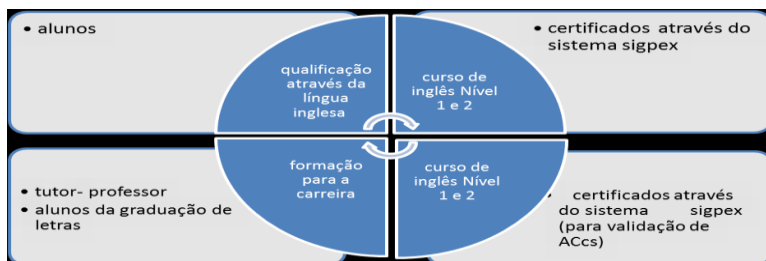 • alunos
qualificação
através da
língua
inglesa
curso de
inglês Nível
1 e 2
• certificados através do
sistema sigpex
• tutor- professor
• alunos da graduação de
letras
formação
para a
carreira
curso de
inglês Nível
1 e 2
• certificados através
do sistema sigpex
(para validação de
ACcs)